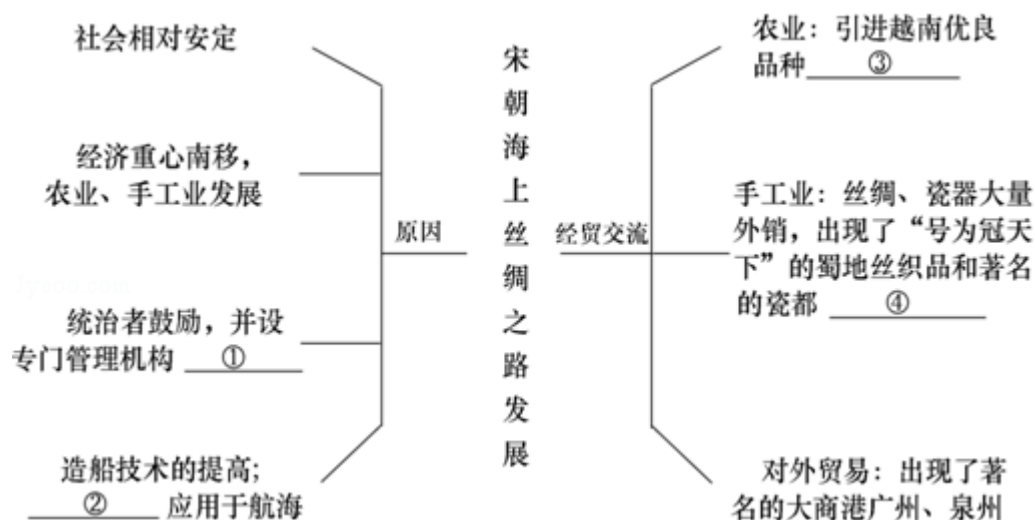 社会相对安定
经济重心南移，
农业、手工业发展
统治者鼓励，并设
专门管理机构 ①
造船技术的提高;
② 应用于航海
原因
宋朝海上丝绸之路发展
经贸交流
农业：引进越南优良
品种 ③
手工业：丝绸、瓷器大量
外销，出现了“号为冠天
下”的蜀地丝织品和著名
的瓷都 ④
对外贸易：出现了著
名的大商港广州、泉州